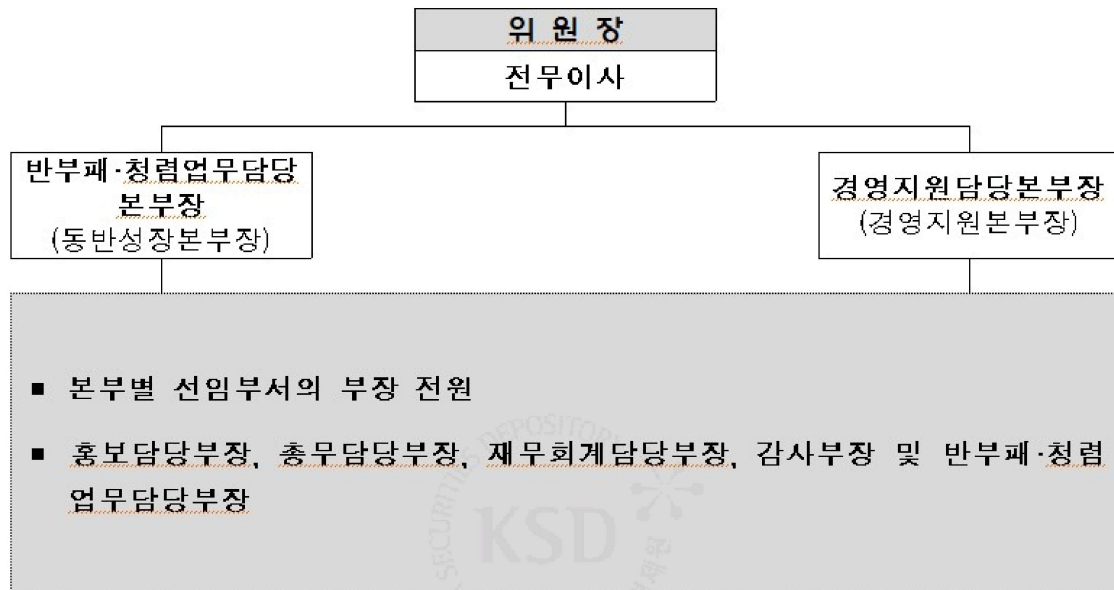 위 원 장
전무이사
반부패·청렴업무담당
본부장
(동반성장본부장)
경영지원담당본부장
(경영지원본부장)
▪ 본부별 선임부서의 부장 전원
▪ 홍보담당부장, 총무담당부장, 재무회계담당부장, 감사부장 및 반부패·청렴
업무담당부장
SECURITIES DEPOSITORY
KSD